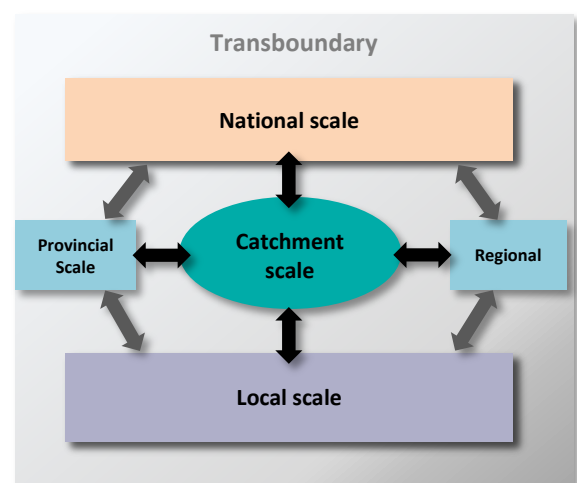 Transboundary
National scale
Provincial
Scale
Catchment
scale
Regional
Local scale